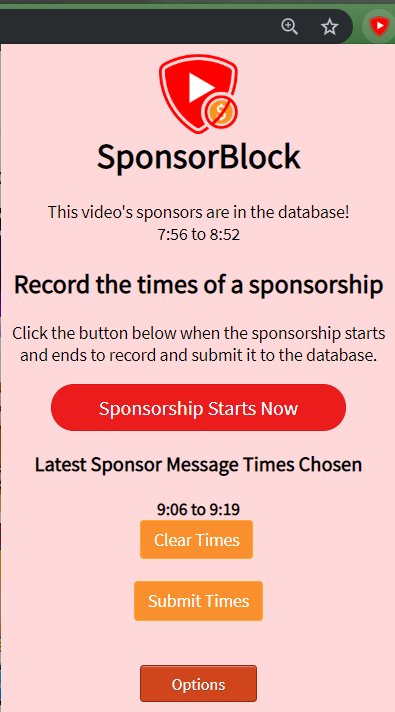 SponsorBlock
This video's sponsors are in the database!
7:56 to 8:52
Record the times of a sponsorship
Click the button below when the sponsorship starts
and ends to record and submit it to the database.
Sponsorship Starts Now
Latest Sponsor Message Times Chosen
9:06 to 9:19
Clear Times
Submit Times
Options